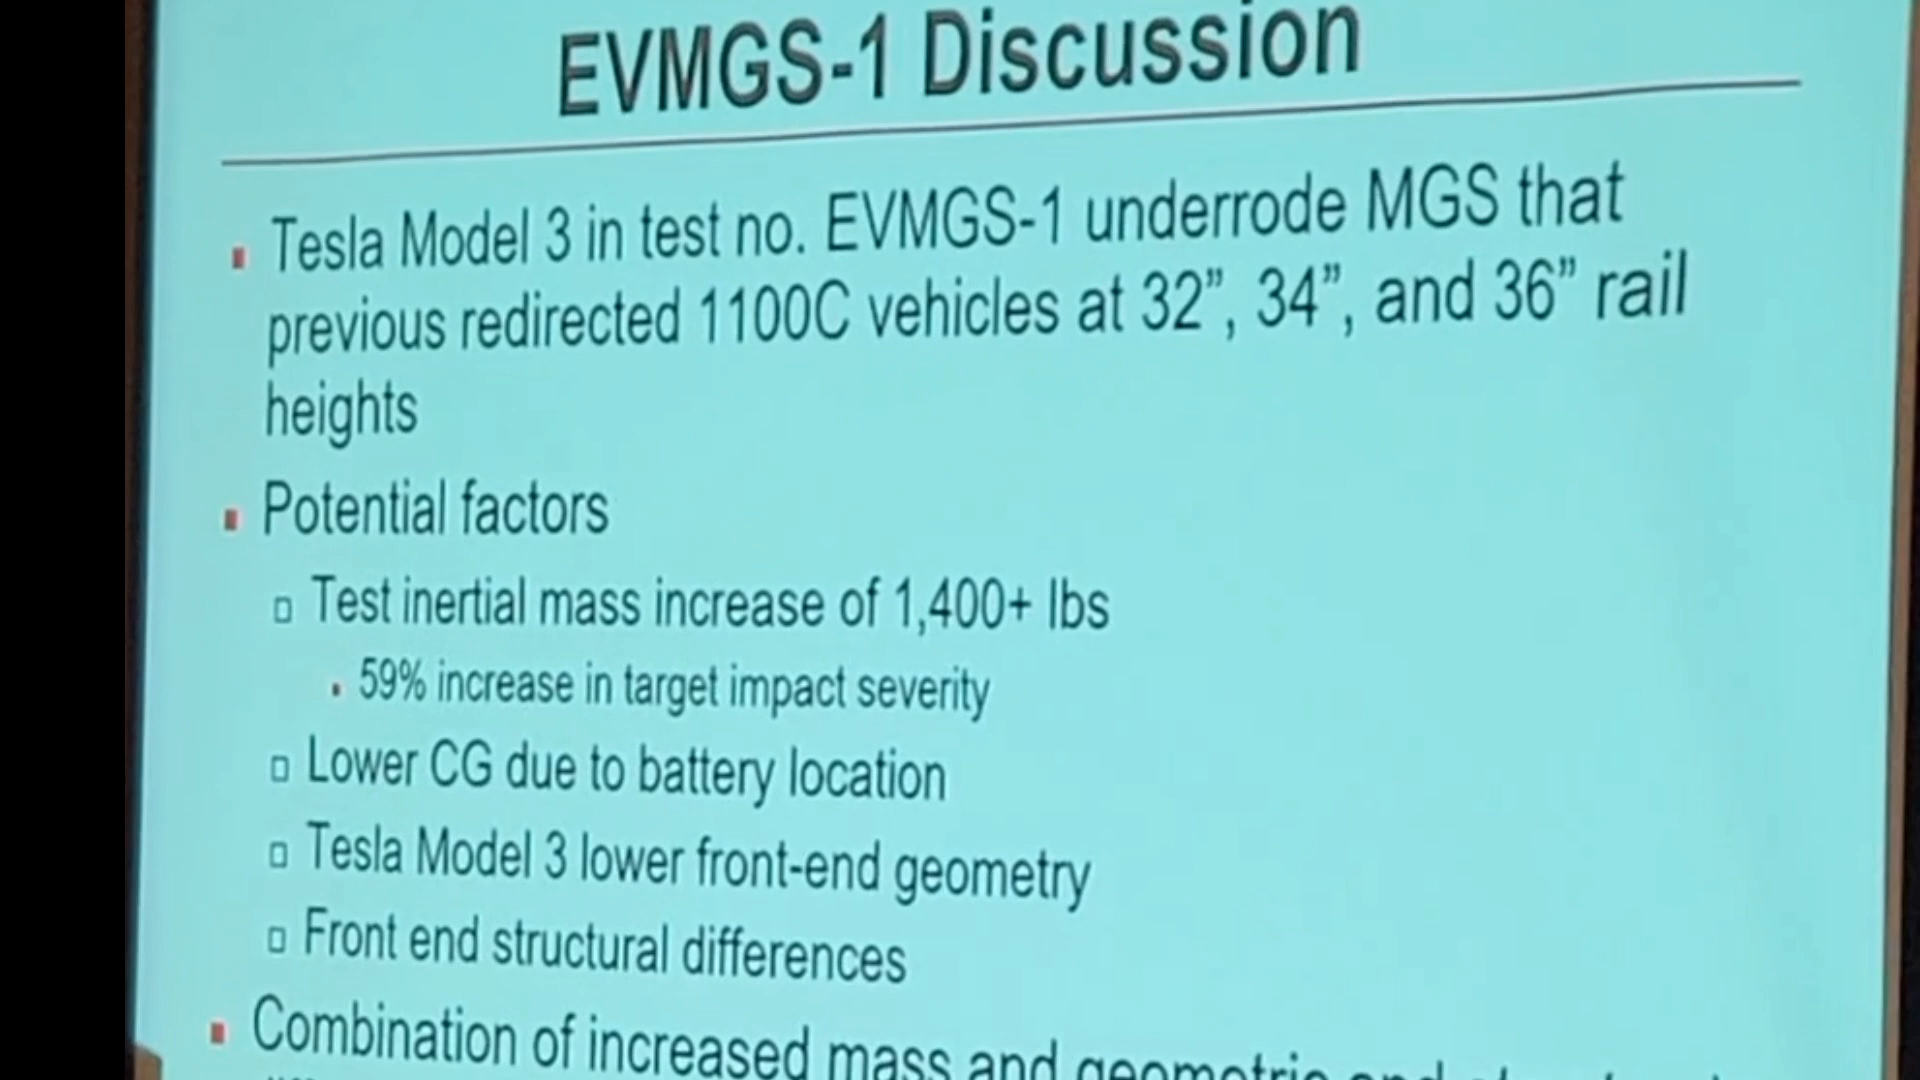 EVMGS-1 Discussion
Tesla Model 3 in test no. EVMGS-1 underrode MGS that
previous redirected 1100C vehicles at 32”, 34”, and 36” rail
heights
Potential factors
Test inertial mass increase of 1,400+ lbs
59% increase in target impact severity
Lower CG due to battery location
Tesla Model 3 lower front-end geometry
Front end structural differences
Combination of increased mass and geometric and